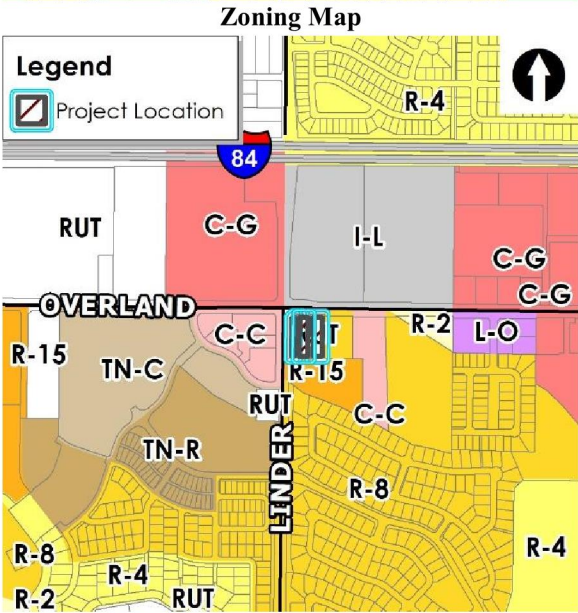 Zoning Map
Legend
Project Location
R-4
84
RUT
C-G
I-L
C-G
C-G
OVERLAND
C-C
R-2
L-O
R-15
TN-C
R-15
RUT
C-C
TN-R
LINDER
R-8
R-8
R-4
R-4
R-2
RUT